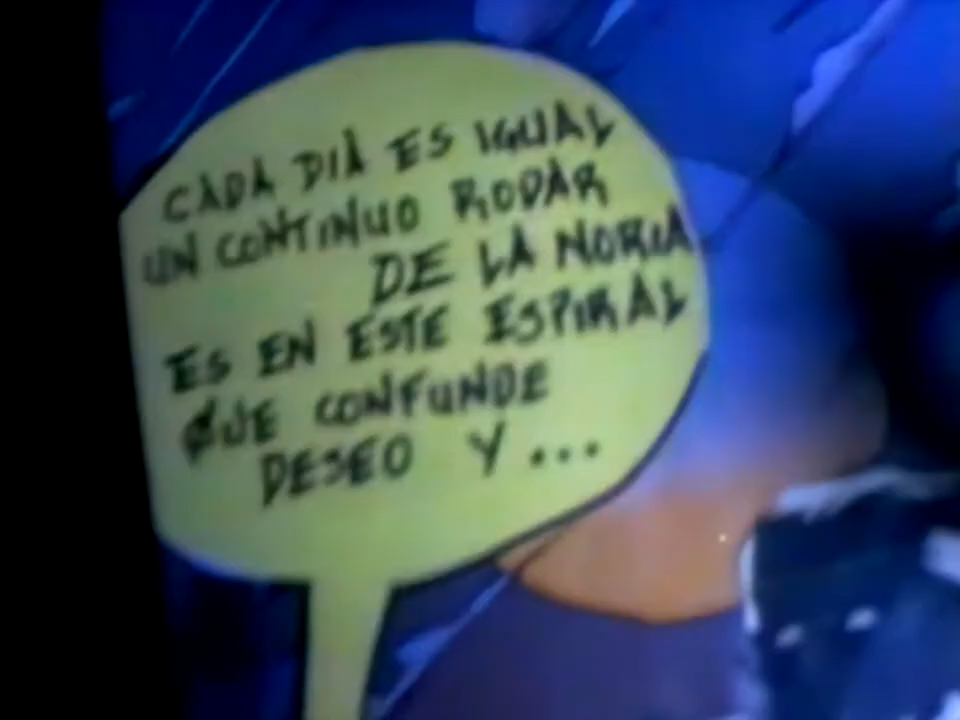 CADA DIA ES IGUAL
UN CONTINUO RODAR
DE LA NORIA
ES EN ESTE ESPIRAL
QUE CONFUNDE
DESEO Y...